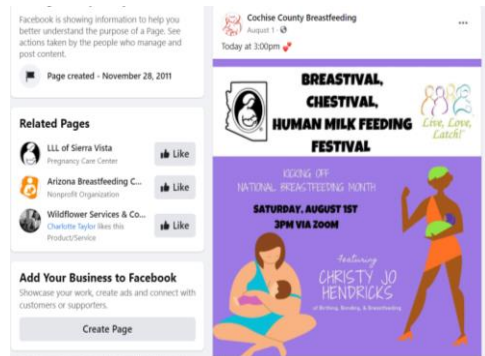 Facebook is showing information to help you
better understand the purpose of a Page. See
actions taken by the people who manage and
post content.
Page created - November 28, 2011
Related Pages
LLL of Sierra Vista
Pregnancy Care Center
Like
Arizona Breastfeeding C...
Nonprofit Organization
Like
Wildflower Services & Co...
Charlotte Taylor likes this
Product/Service
Like
Add Your Business to Facebook
Showcase your work, create ads and connect with
customers or supporters.
Create Page
Cochise County Breastfeeding
August 1 ·
Today at 3:00pm 💕
BREASTIVAL,
CHESTIVAL,
HUMAN MILK FEEDING
FESTIVAL
Live, Love,
Latch!
KICKING OFF
NATIONAL BREASTFEEDING MONTH
SATURDAY, AUGUST 1ST
3PM VIA ZOOM
featuring
CHRISTY JO
HENDRICKS
of Birthing, Bonding, & Breastfeeding